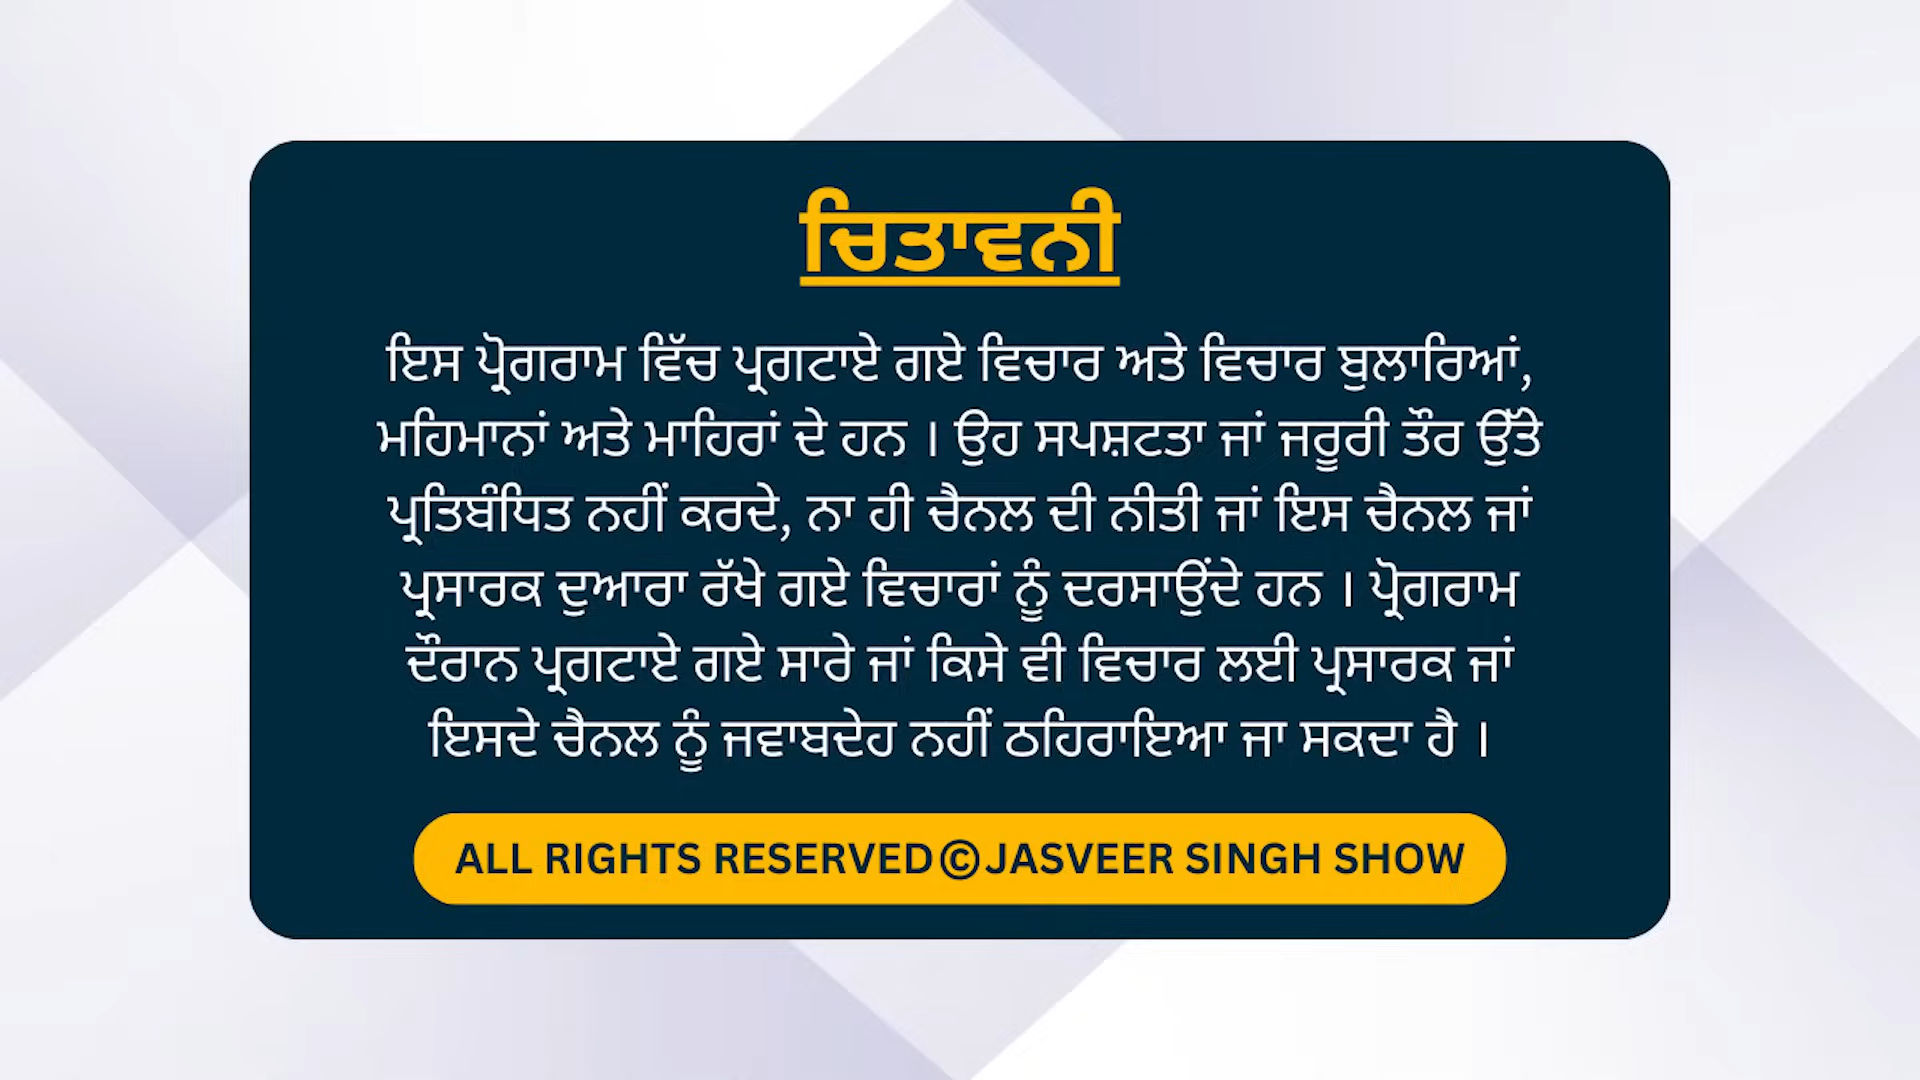 ਚਿਤਾਵਨੀ
ਇਸ ਪ੍ਰੋਗਰਾਮ ਵਿੱਚ ਪ੍ਰਗਟਾਏ ਗਏ ਵਿਚਾਰ ਅਤੇ ਵਿਚਾਰ ਬੁਲਾਰਿਆਂ,
ਮਹਿਮਾਨਾਂ ਅਤੇ ਮਾਹਿਰਾਂ ਦੇ ਹਨ । ਉਹ ਸਪਸ਼ਟਤਾ ਜਾਂ ਜਰੂਰੀ ਤੌਰ ਉੱਤੇ
ਪ੍ਰਤਿਬੰਧਿਤ ਨਹੀਂ ਕਰਦੇ, ਨਾ ਹੀ ਚੈਨਲ ਦੀ ਨੀਤੀ ਜਾਂ ਇਸ ਚੈਨਲ ਜਾਂ
ਪ੍ਰਸਾਰਕ ਦੁਆਰਾ ਰੱਖੇ ਗਏ ਵਿਚਾਰਾਂ ਨੂੰ ਦਰਸਾਉਂਦੇ ਹਨ । ਪ੍ਰੋਗਰਾਮ
ਦੌਰਾਨ ਪ੍ਰਗਟਾਏ ਗਏ ਸਾਰੇ ਜਾਂ ਕਿਸੇ ਵੀ ਵਿਚਾਰ ਲਈ ਪ੍ਰਸਾਰਕ ਜਾਂ
ਇਸਦੇ ਚੈਨਲ ਨੂੰ ਜਵਾਬਦੇਹ ਨਹੀਂ ਠਹਿਰਾਇਆ ਜਾ ਸਕਦਾ ਹੈ ।
ALL RIGHTS RESERVED©JASVEER SINGH SHOW